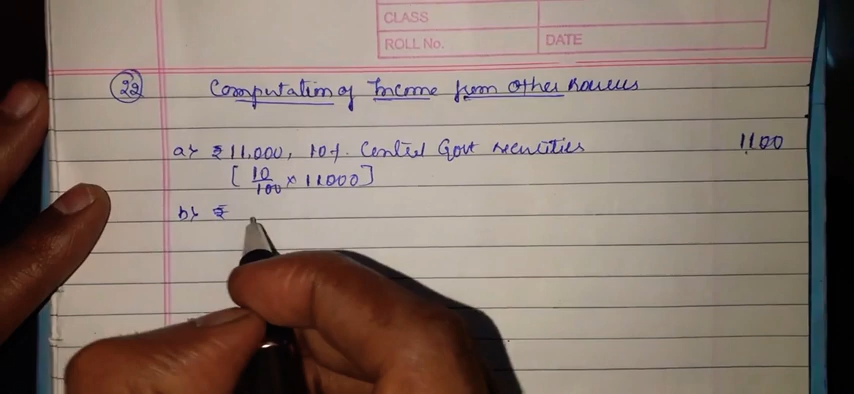 CLASS
ROLL No. DATE
22 Computation of Income from Other sources
a> ₹ 11,000, 10%. Central Govt securities 1100
[ 10/100 × 11000 ]
b> ₹